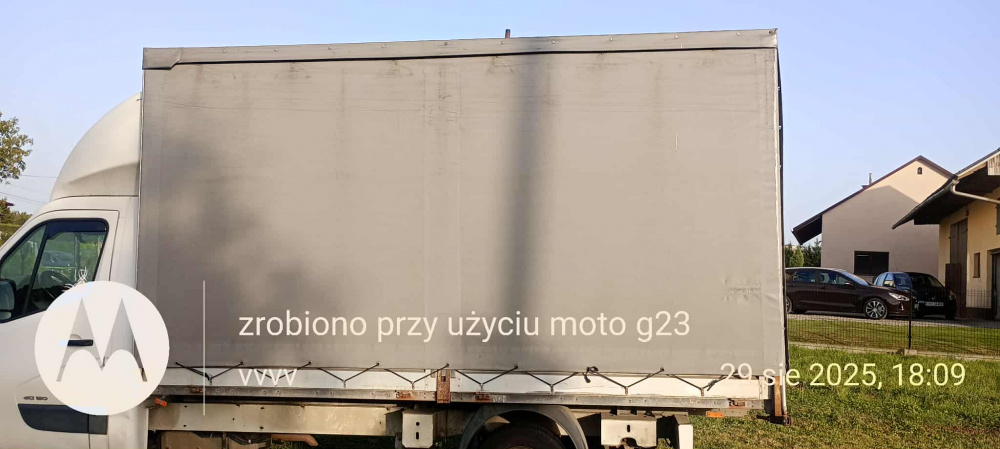 zrobiono przy użyciu moto g23
vvvv
29 sie 2025, 18:09